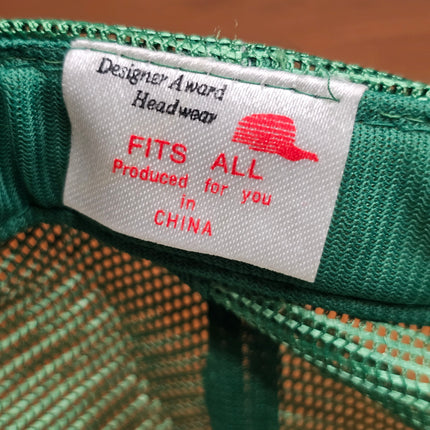 Designer Award
Headwear
FITS ALL
Produced for you
in
CHINA